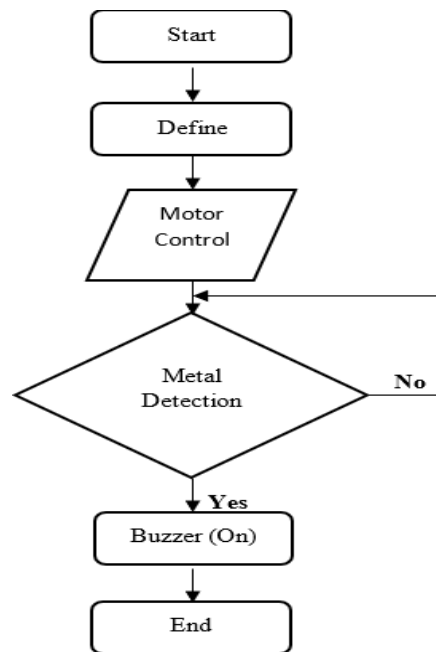 Start
Define
Motor
Control
Metal
Detection
No
Yes
Buzzer (On)
End